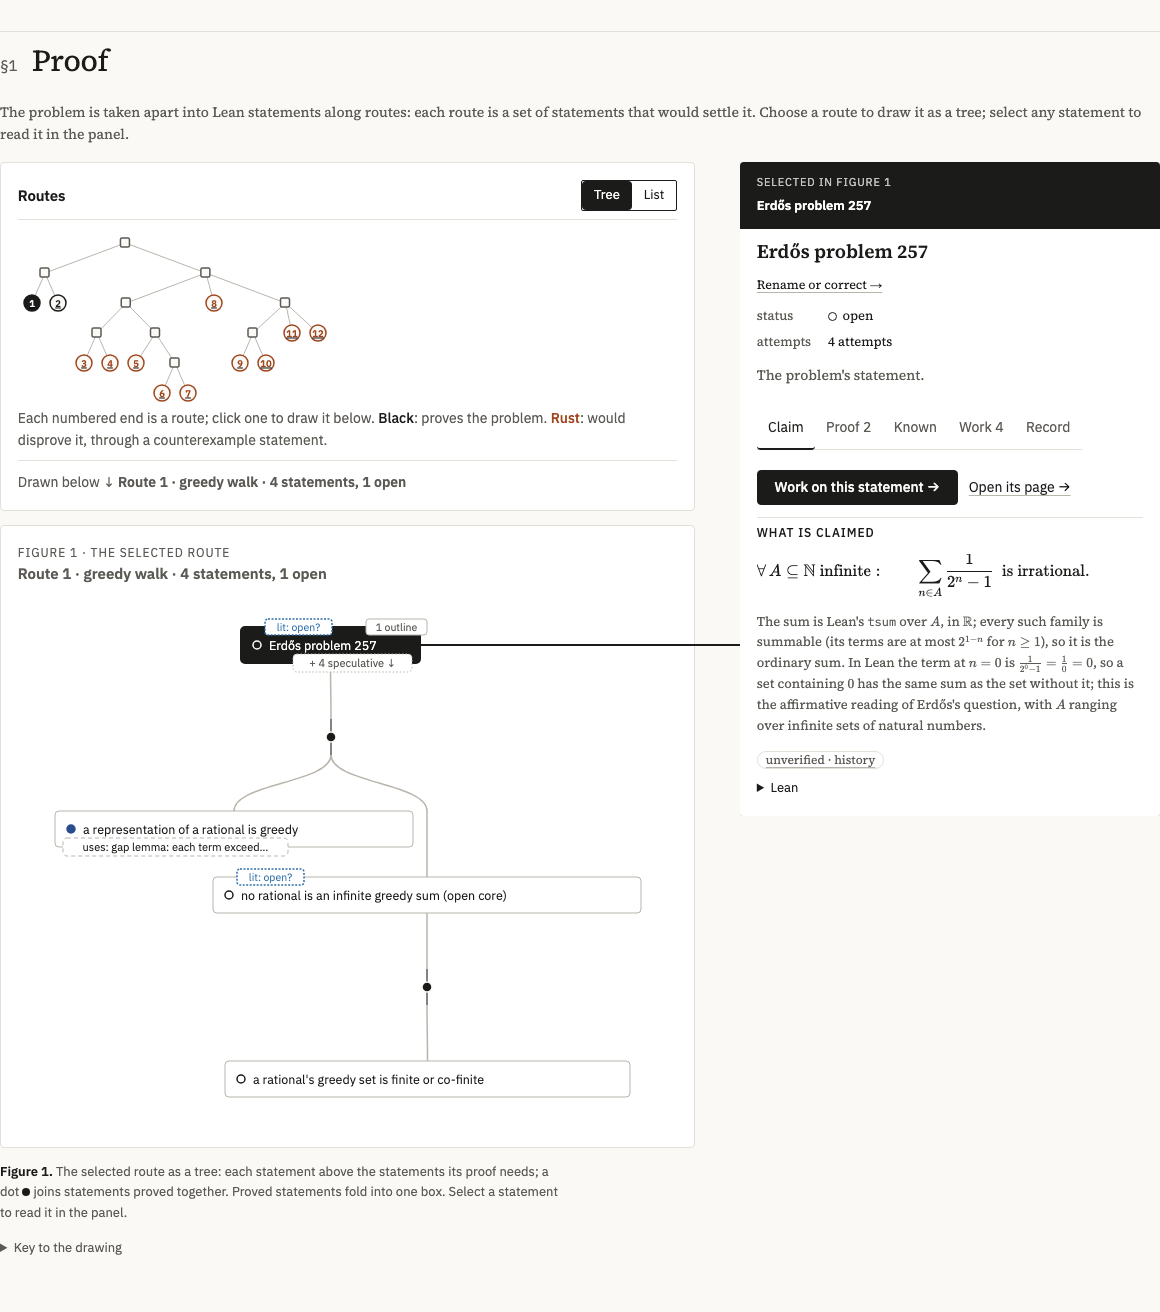 §1 Proof
The problem is taken apart into Lean statements along routes: each route is a set of statements that would settle it. Choose a route to draw it as a tree; select any statement to
read it in the panel.
Routes
Tree List
1 2 8
11 12
3 4 5 9 10
6 7
Each numbered end is a route; click one to draw it below. Black: proves the problem. Rust: would
disprove it, through a counterexample statement.
Drawn below ↓ Route 1 · greedy walk · 4 statements, 1 open
FIGURE 1 · THE SELECTED ROUTE
Route 1 · greedy walk · 4 statements, 1 open
lit: open? 1 outline
Erdős problem 257
+ 4 speculative ↓
a representation of a rational is greedy
uses: gap lemma: each term exceed…
lit: open?
no rational is an infinite greedy sum (open core)
a rational's greedy set is finite or co-finite
Figure 1. The selected route as a tree: each statement above the statements its proof needs; a
dot ● joins statements proved together. Proved statements fold into one box. Select a statement
to read it in the panel.
▶ Key to the drawing
SELECTED IN FIGURE 1
Erdős problem 257
Erdős problem 257
Rename or correct →
status ○ open
attempts 4 attempts
The problem's statement.
Claim Proof 2 Known Work 4 Record
Work on this statement → Open its page →
WHAT IS CLAIMED
∀ A ⊆ ℕ infinite : ∑_{n∈A} 1/(2^n − 1) is irrational.
The sum is Lean's tsum over A, in ℝ; every such family is
summable (its terms are at most 2^{1−n} for n ≥ 1), so it is the
ordinary sum. In Lean the term at n = 0 is 1/(2^0−1) = 1/0 = 0, so a
set containing 0 has the same sum as the set without it; this is
the affirmative reading of Erdős's question, with A ranging
over infinite sets of natural numbers.
unverified · history
▶ Lean